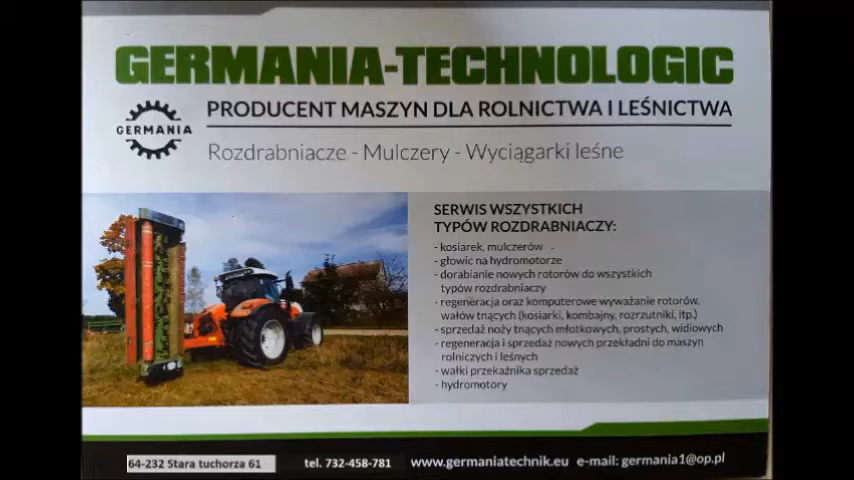 GERMANIA-TECHNOLOGIC
GERMANIA
PRODUCENT MASZYN DLA ROLNICTWA I LEŚNICTWA
Rozdrabniacze - Mulczery - Wyciągarki leśne
SERWIS WSZYSTKICH
TYPÓW ROZDRABNIACZY:
- kosiarek, mulczerów
- głowic na hydromotorze
- dorabianie nowych rotorów do wszystkich
typów rozdrabniaczy
- regeneracja oraz komputerowe wyważanie rotorów,
wałów tnących (kosiarki, kombajny, rozrzutniki, itp.)
- sprzedaż noży tnących młotkowych, prostych, widiowych
- regeneracja i sprzedaż nowych przekładni do maszyn
rolniczych i leśnych
- wałki przekaźnika sprzedaż
- hydromotory
64-232 Stara tuchorza 61 tel. 732-458-781 www.germaniatechnik.eu e-mail: germania1@op.pl